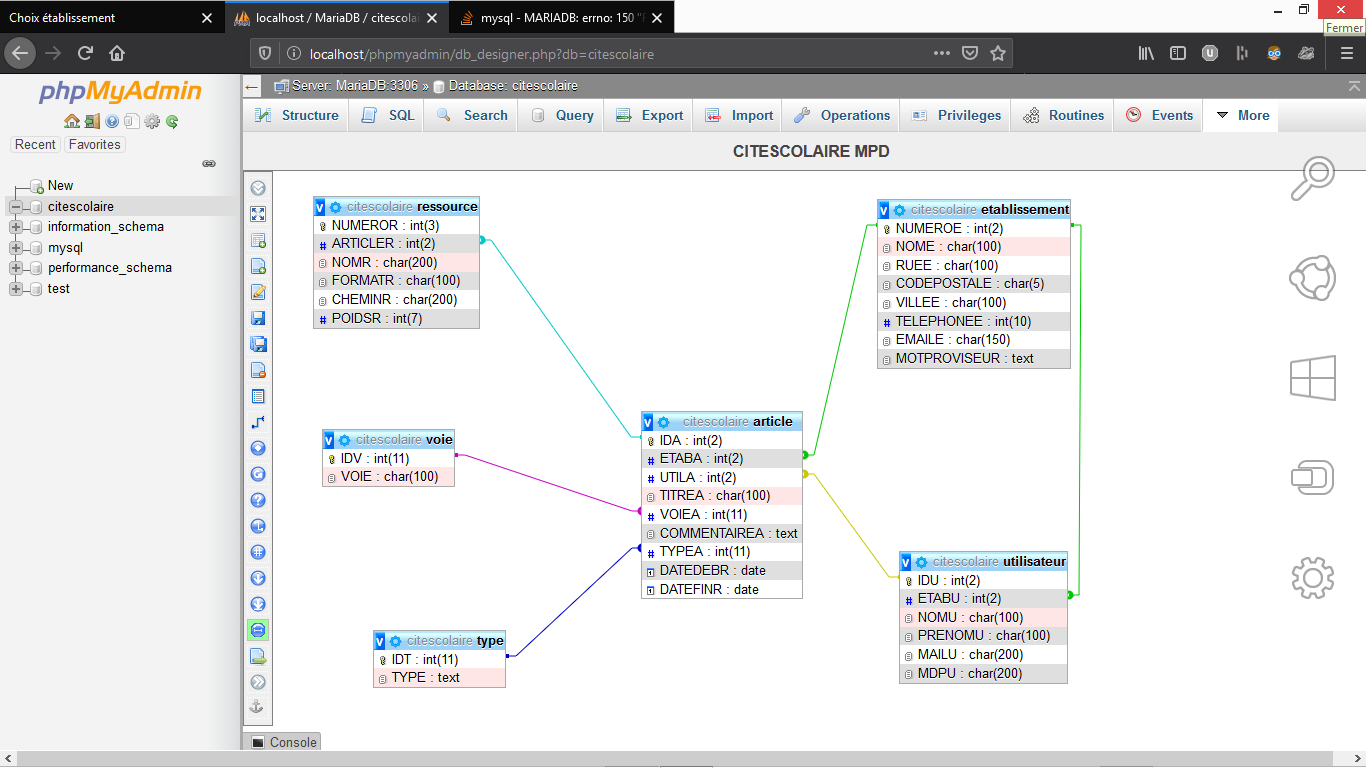 Choix établissement
localhost / MariaDB / citescolai
mysql - MARIADB: errno: 150 "
Fermer
localhost/phpmyadmin/db_designer.php?db=citescolaire
phpMyAdmin
Recent Favorites
New
citescolaire
information_schema
mysql
performance_schema
test
Server: MariaDB:3306 » Database: citescolaire
Structure SQL Search Query Export Import Operations Privileges Routines Events More
CITESCOLAIRE MPD
v citescolaire ressource
NUMEROR : int(3)
# ARTICLER : int(2)
NOMR : char(200)
FORMATR : char(100)
CHEMINR : char(200)
# POIDSR : int(7)
v citescolaire etablissement
NUMEROE : int(2)
NOME : char(100)
RUEE : char(100)
CODEPOSTALE : char(5)
VILLEE : char(100)
# TELEPHONEE : int(10)
EMAILE : char(150)
MOTPROVISEUR : text
v citescolaire voie
IDV : int(11)
VOIE : char(100)
v citescolaire article
IDA : int(2)
# ETABA : int(2)
# UTILA : int(2)
TITREA : char(100)
# VOIEA : int(11)
COMMENTAIREA : text
# TYPEA : int(11)
DATEDEBR : date
DATEFINR : date
v citescolaire utilisateur
IDU : int(2)
# ETABU : int(2)
NOMU : char(100)
PRENOMU : char(100)
MAILU : char(200)
MDPU : char(200)
v citescolaire type
IDT : int(11)
TYPE : text
Console